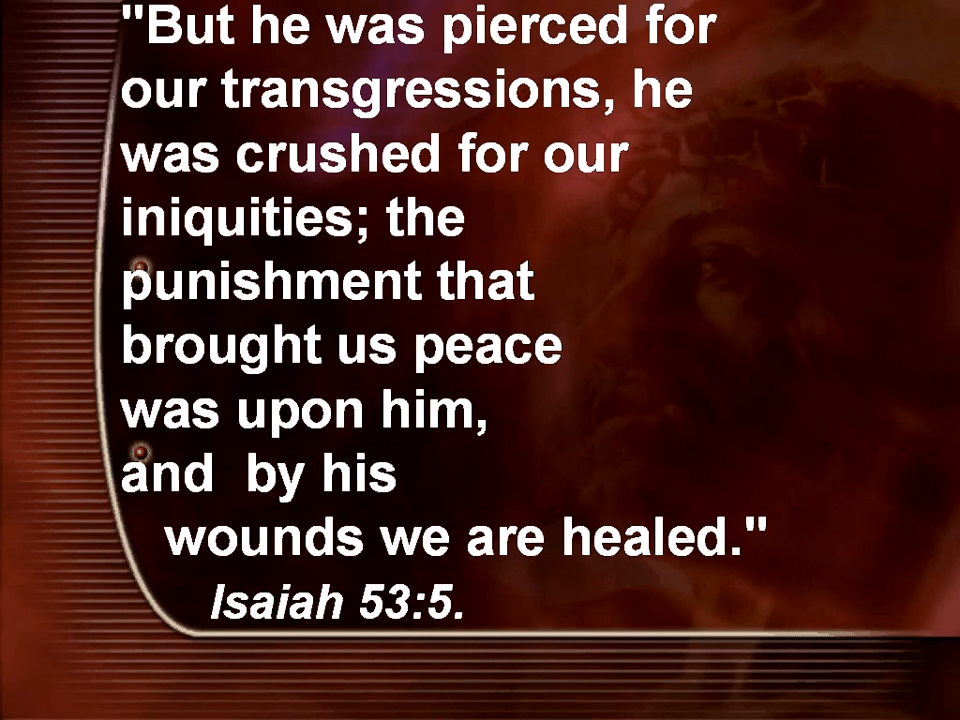 "But he was pierced for
our transgressions, he
was crushed for our
iniquities; the
punishment that
brought us peace
was upon him,
and  by his
wounds we are healed."
Isaiah 53:5.